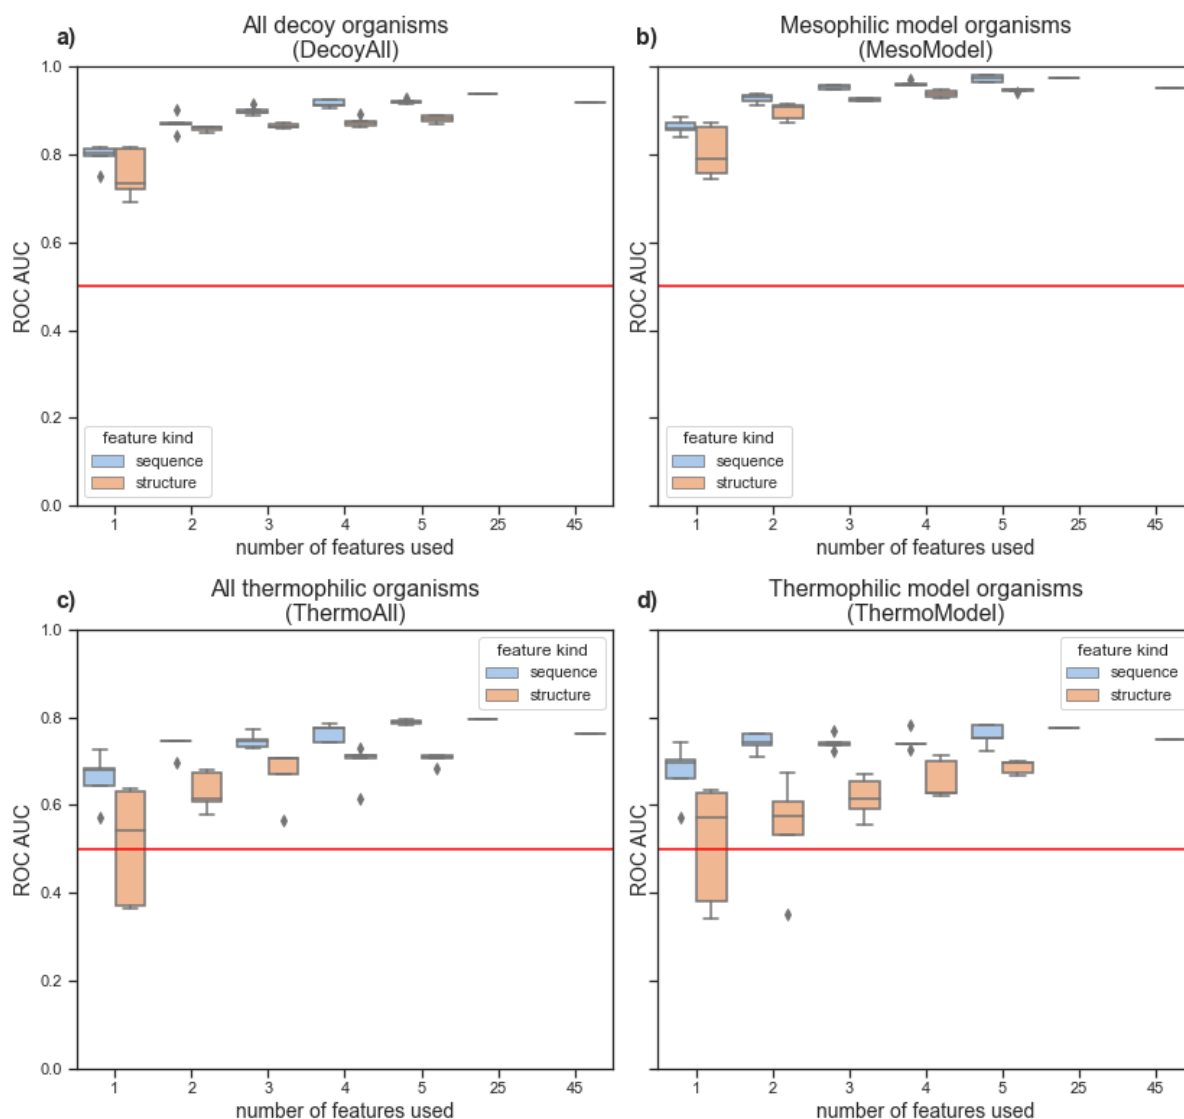 a)
All decoy organisms
(DecoyAll)
ROC AUC
1.0
0.8
0.6
0.4
0.2
0.0
feature kind
sequence
structure
1 2 3 4 5 25 45
number of features used
b)
Mesophilic model organisms
(MesoModel)
ROC AUC
feature kind
sequence
structure
1 2 3 4 5 25 45
number of features used
c)
All thermophilic organisms
(ThermoAll)
ROC AUC
1.0
0.8
0.6
0.4
0.2
0.0
feature kind
sequence
structure
1 2 3 4 5 25 45
number of features used
d)
Thermophilic model organisms
(ThermoModel)
ROC AUC
feature kind
sequence
structure
1 2 3 4 5 25 45
number of features used